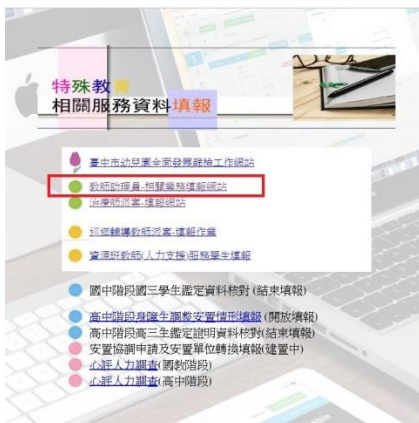 特殊教育
相關服務資料填報
臺中市幼兒園全面發展篩檢工作網站
教師助理員-相關業務填報網站
治療師派案-填報網站
巡迴輔導教師派案-填報作業
資源班教師(人力支援)服務學生填報
國中階段國三學生鑑定資料核對(結束填報)
高中階段身障生調整安置情形填報(開放填報)
高中階段高三生鑑定證明資料核對(結束填報)
安置協調申請及安置單位轉換填報(建置中)
心評人力調查(國教階段)
心評人力調查(高中階段)